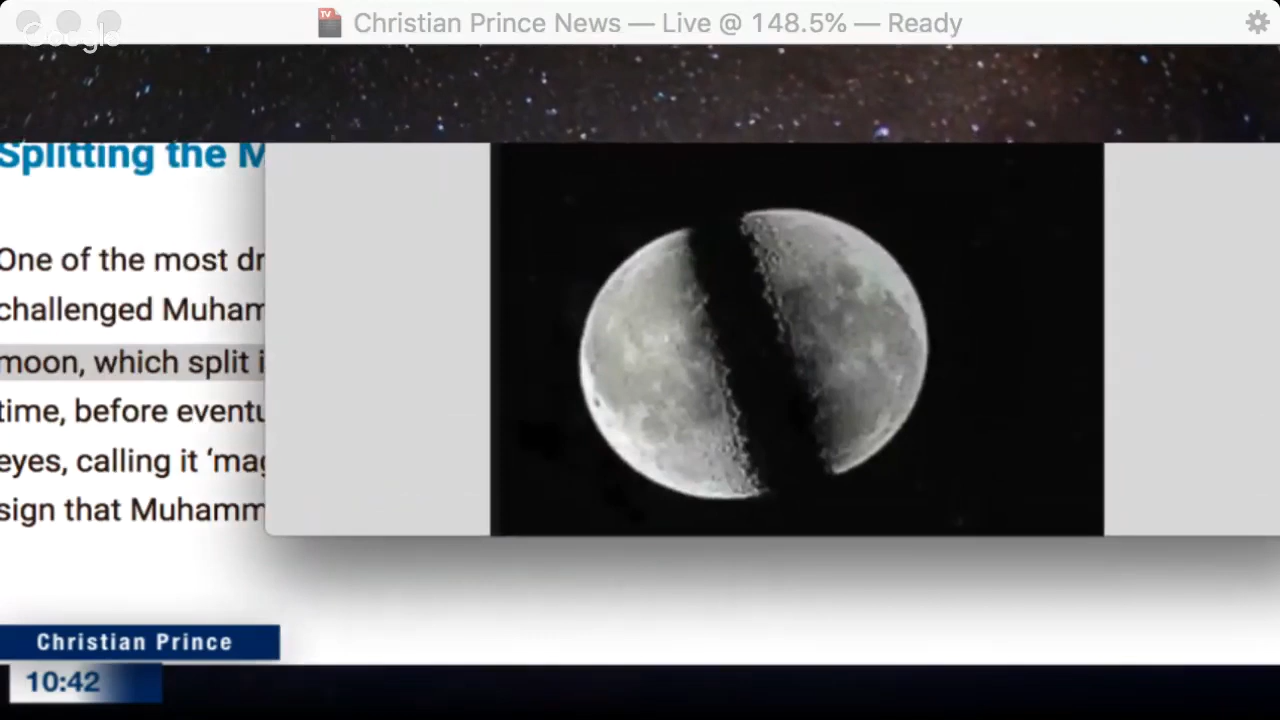 TV
Christian Prince News — Live @ 148.5% — Ready
Google
Splitting the M
One of the most dr
challenged Muham
moon, which split i
time, before eventu
eyes, calling it ‘mag
sign that Muhamm
Christian Prince
10:42